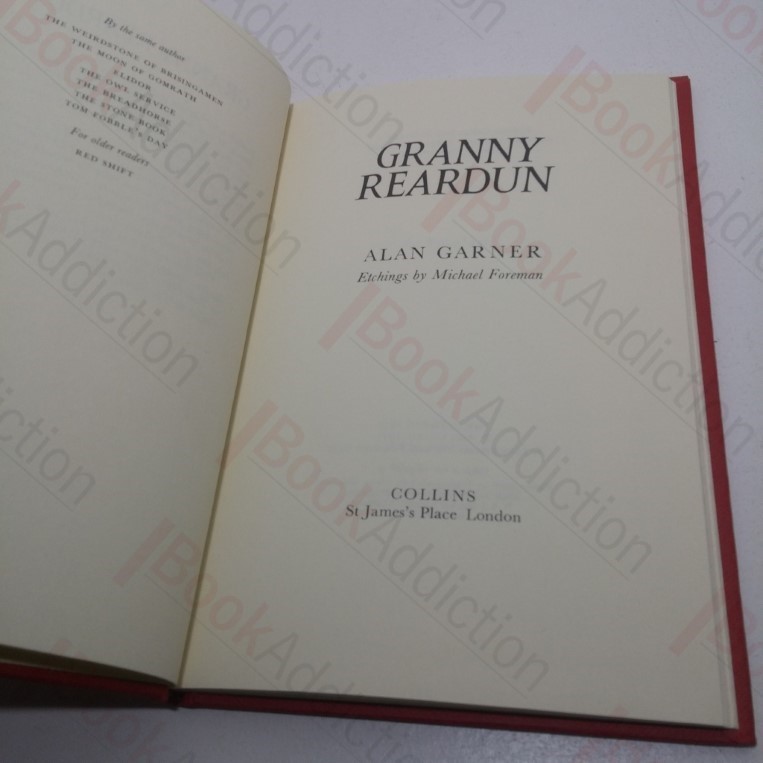 By the same author
THE WEIRDSTONE OF BRISINGAMEN
THE MOON OF GOMRATH
ELIDOR
THE OWL SERVICE
THE BREADHORSE
THE STONE BOOK
TOM FOBBLE'S DAY
For older readers
RED SHIFT
GRANNY
REARDUN
ALAN GARNER
Etchings by Michael Foreman
COLLINS
St James's Place London
BookAddiction